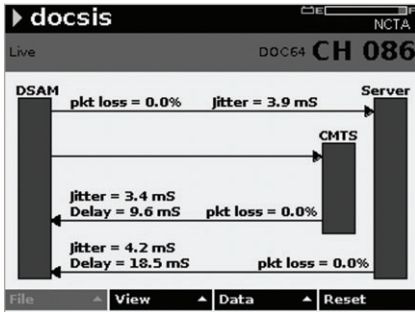 docsis
E F
NCTA
Live DOC64 CH 086
DSAM Server
pkt loss = 0.0% Jitter = 3.9 mS
CMTS
Jitter = 3.4 mS
Delay = 9.6 mS pkt loss = 0.0%
Jitter = 4.2 mS
Delay = 18.5 mS pkt loss = 0.0%
File View Data Reset